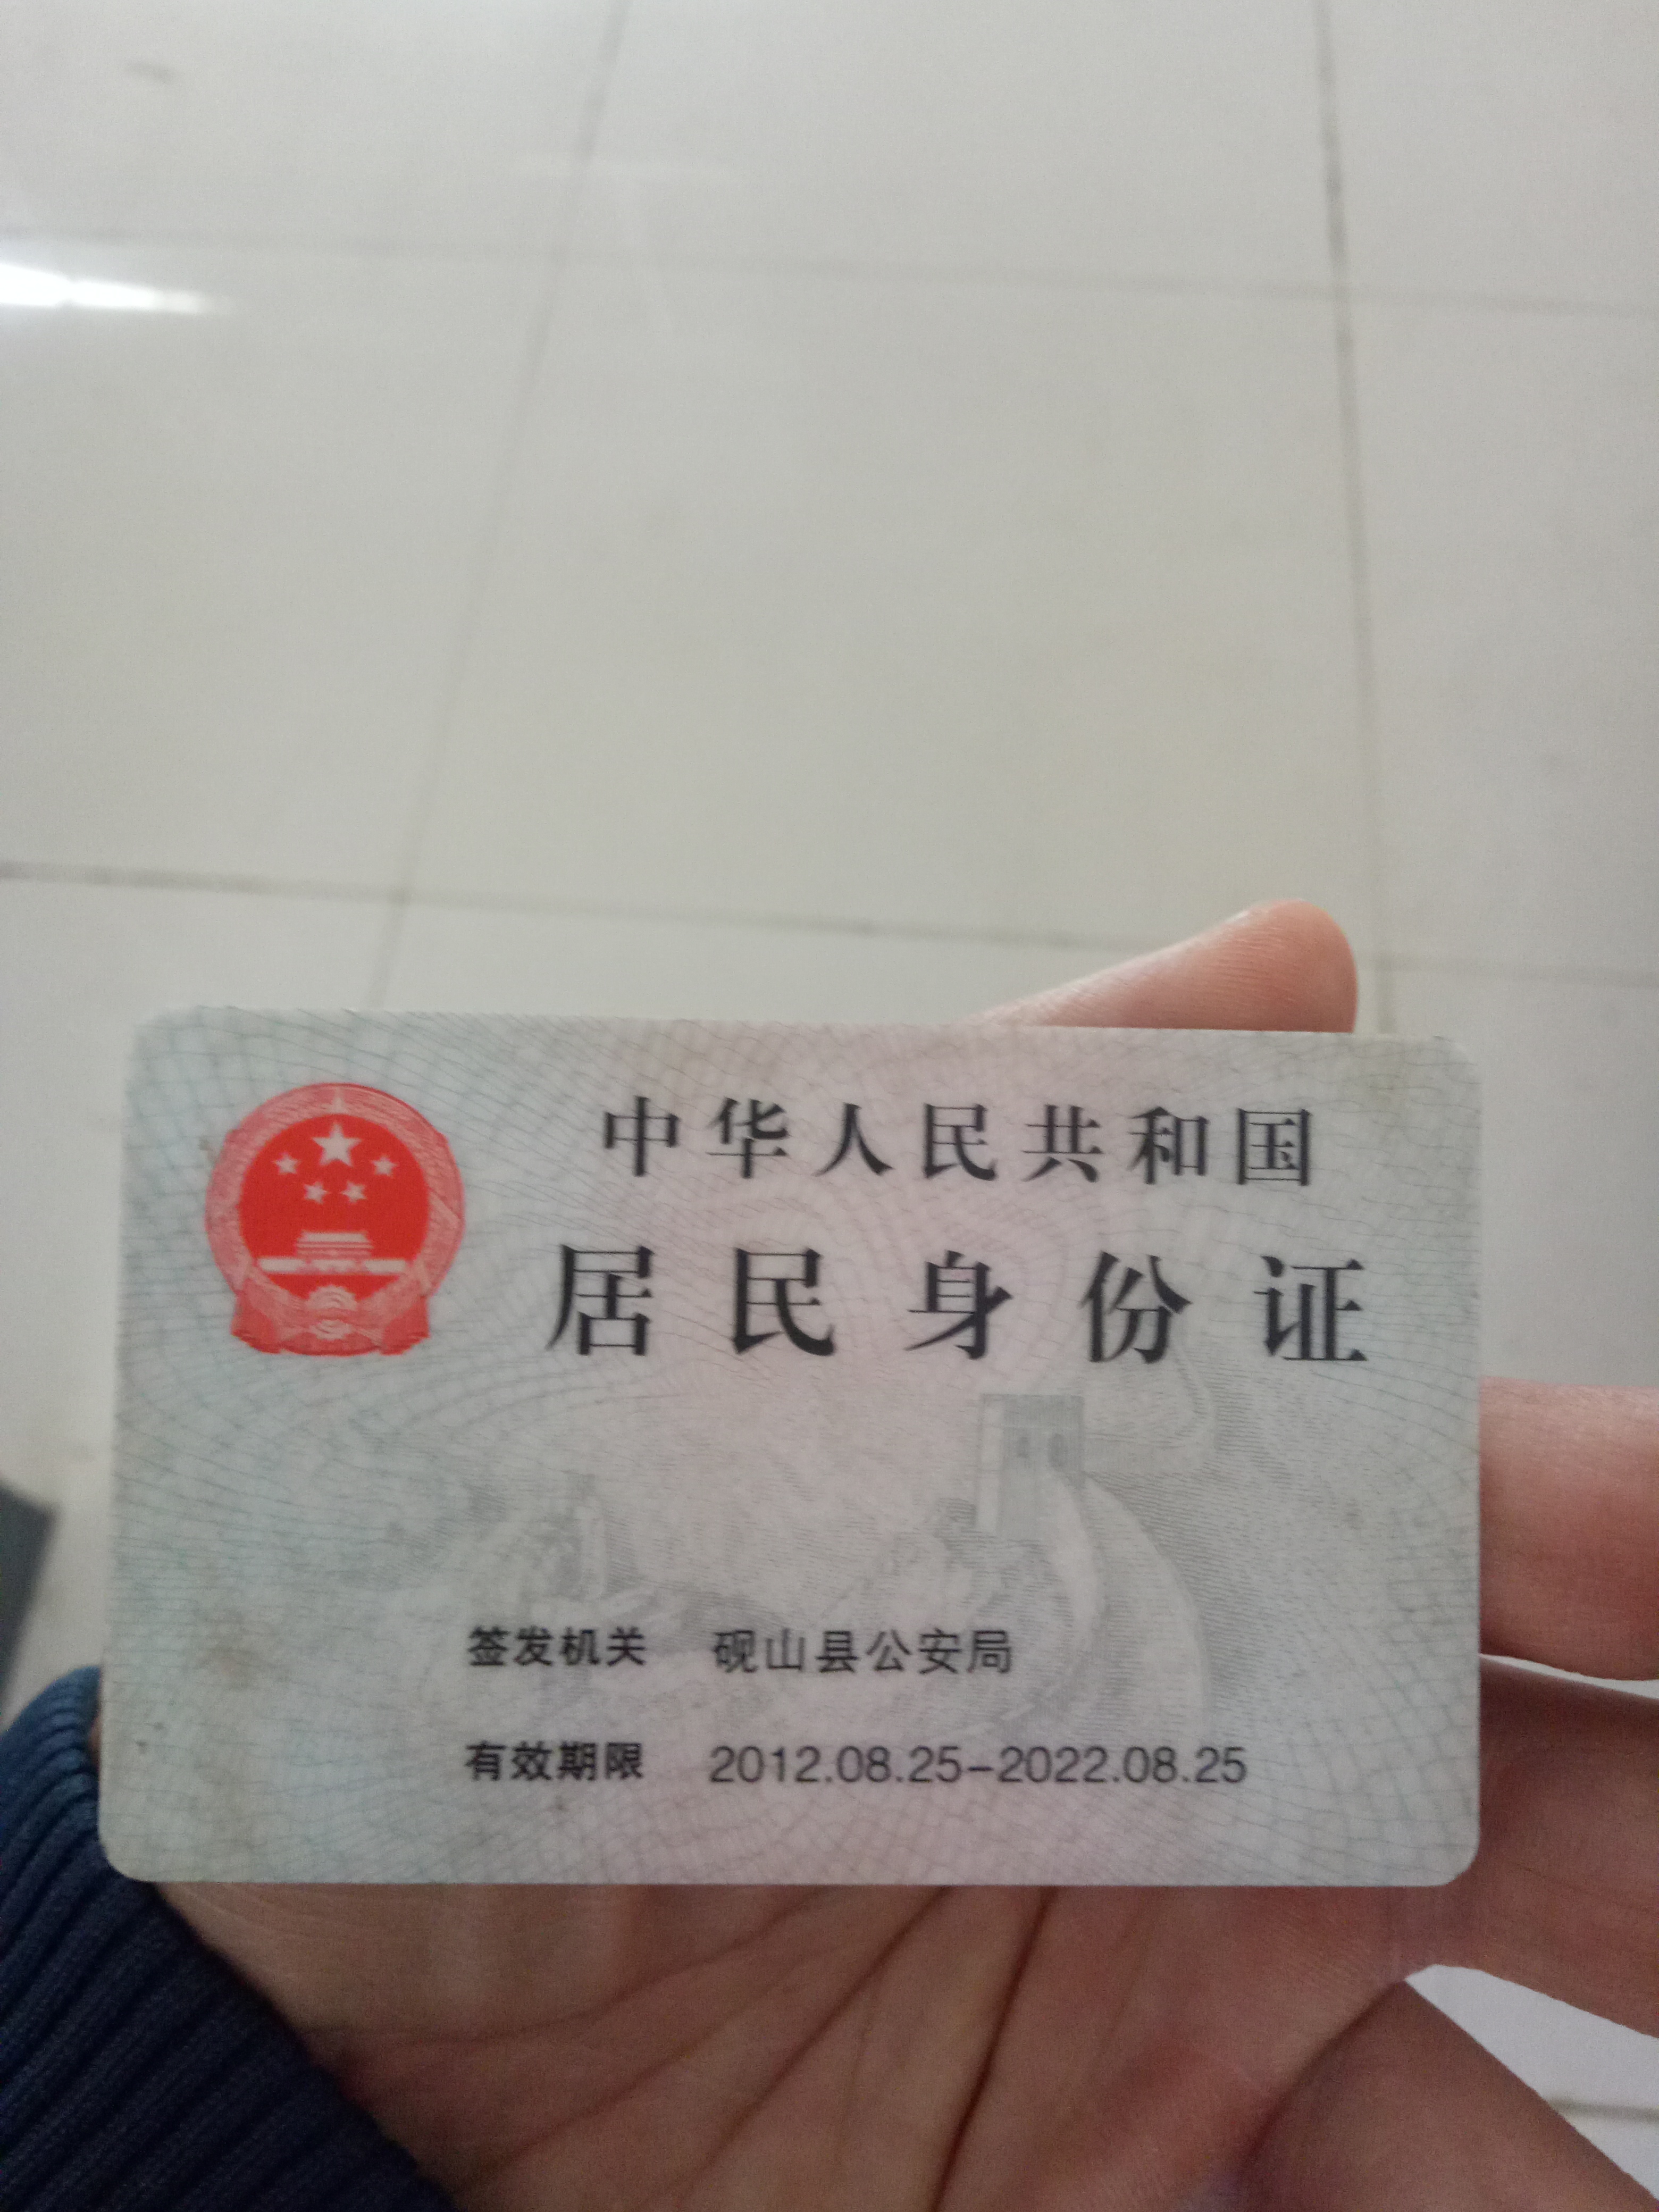 中华人民共和国
居民身份证
签发机关 砚山县公安局
有效期限 2012.08.25-2022.08.25